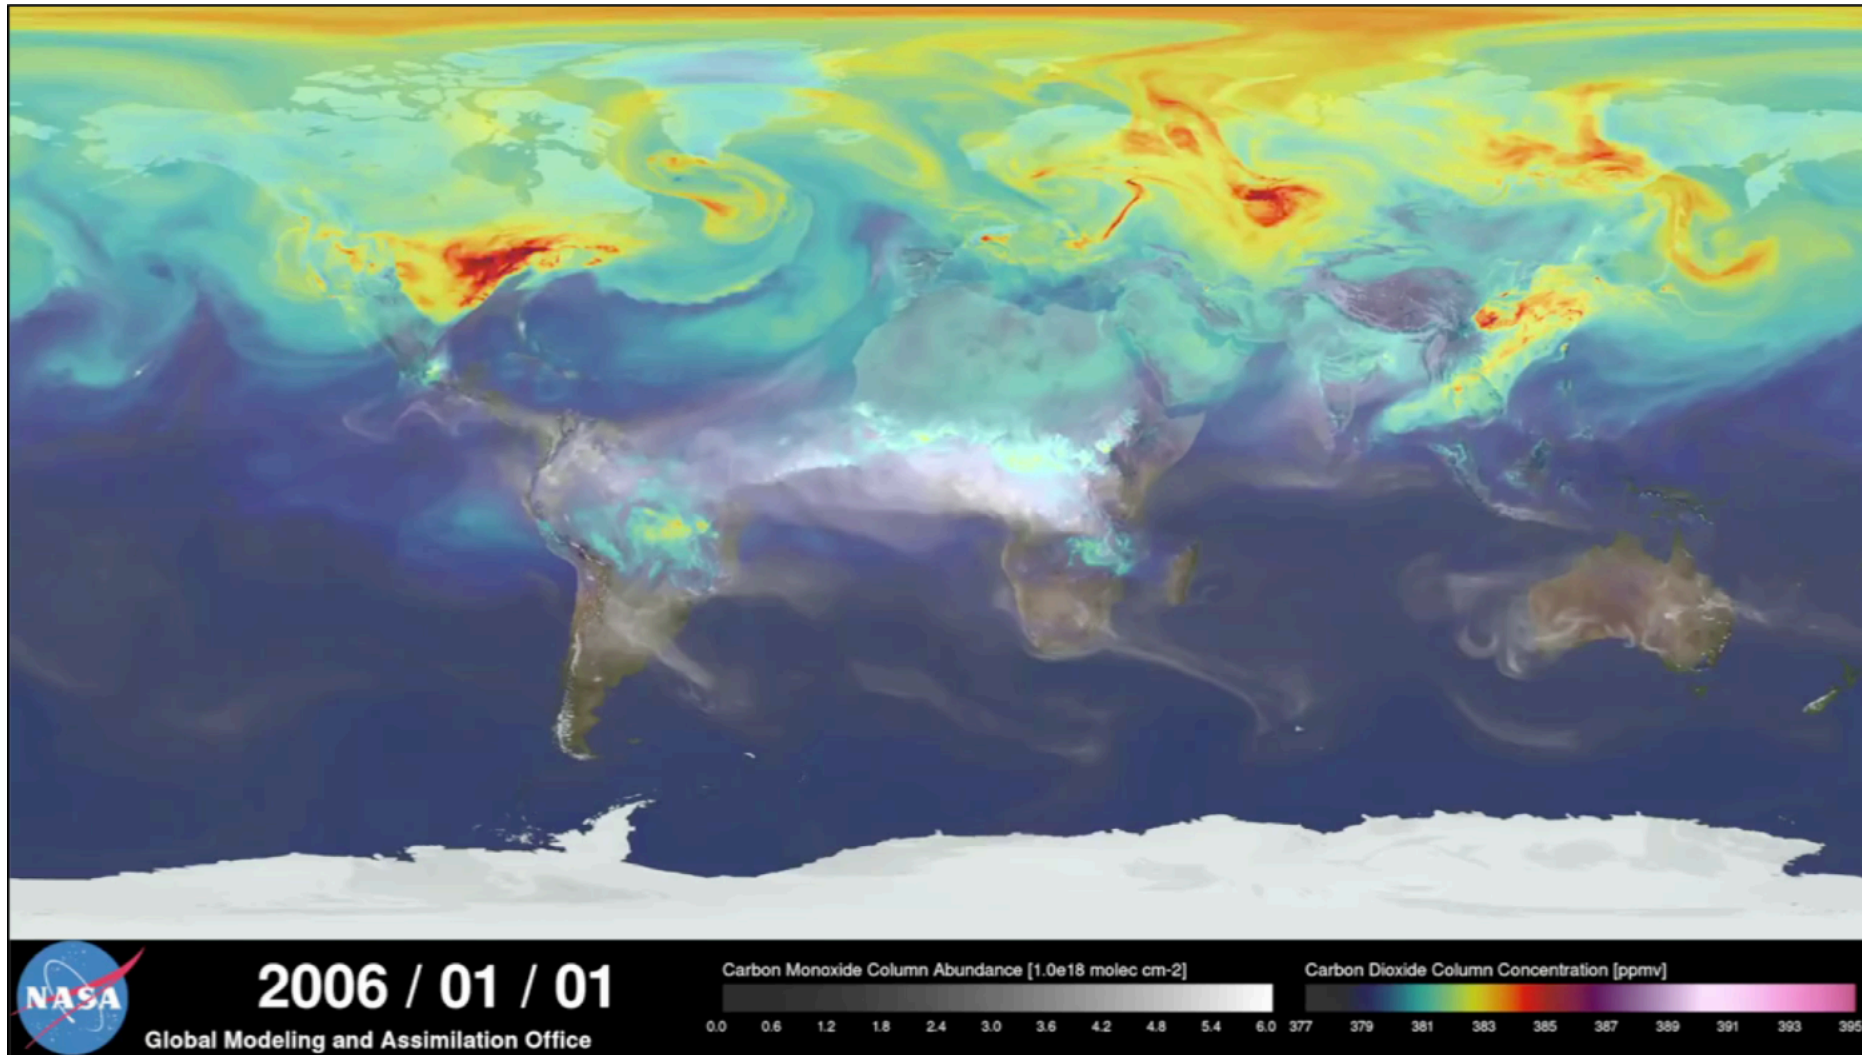 NASA
2006 / 01 / 01
Global Modeling and Assimilation Office
Carbon Monoxide Column Abundance [1.0e18 molec cm-2]
0.0 0.6 1.2 1.8 2.4 3.0 3.6 4.2 4.8 5.4 6.0
Carbon Dioxide Column Concentration [ppmv]
377 379 381 383 385 387 389 391 393 395